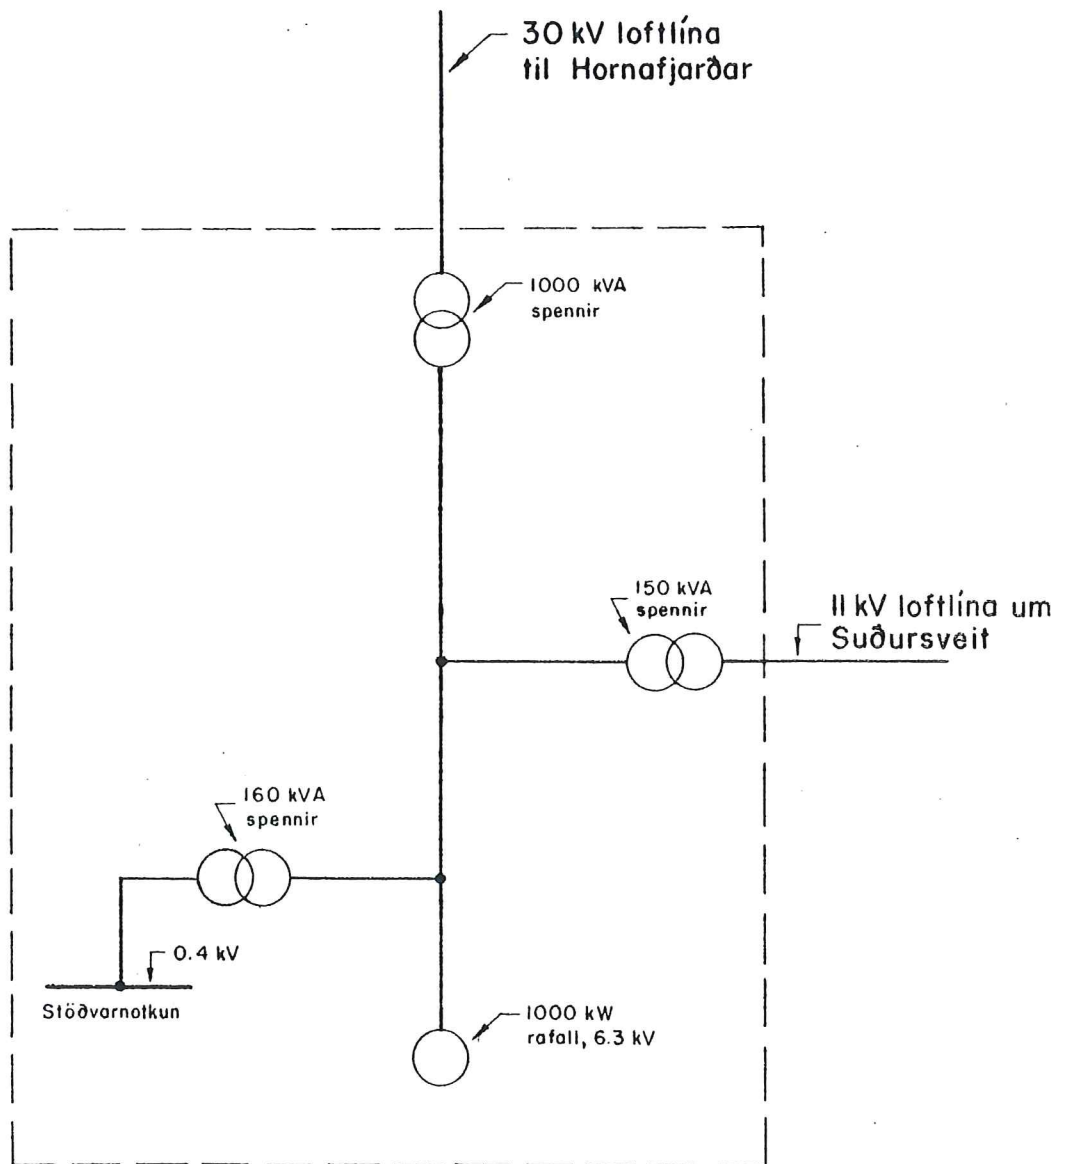 30 kV loftlína
til Hornafjarðar
1000 kVA
spennir
150 kVA
spennir
11 kV loftlína um
Suðursveit
160 kVA
spennir
0.4 kV
Stöðvarnotkun
1000 kW
rafall, 6.3 kV